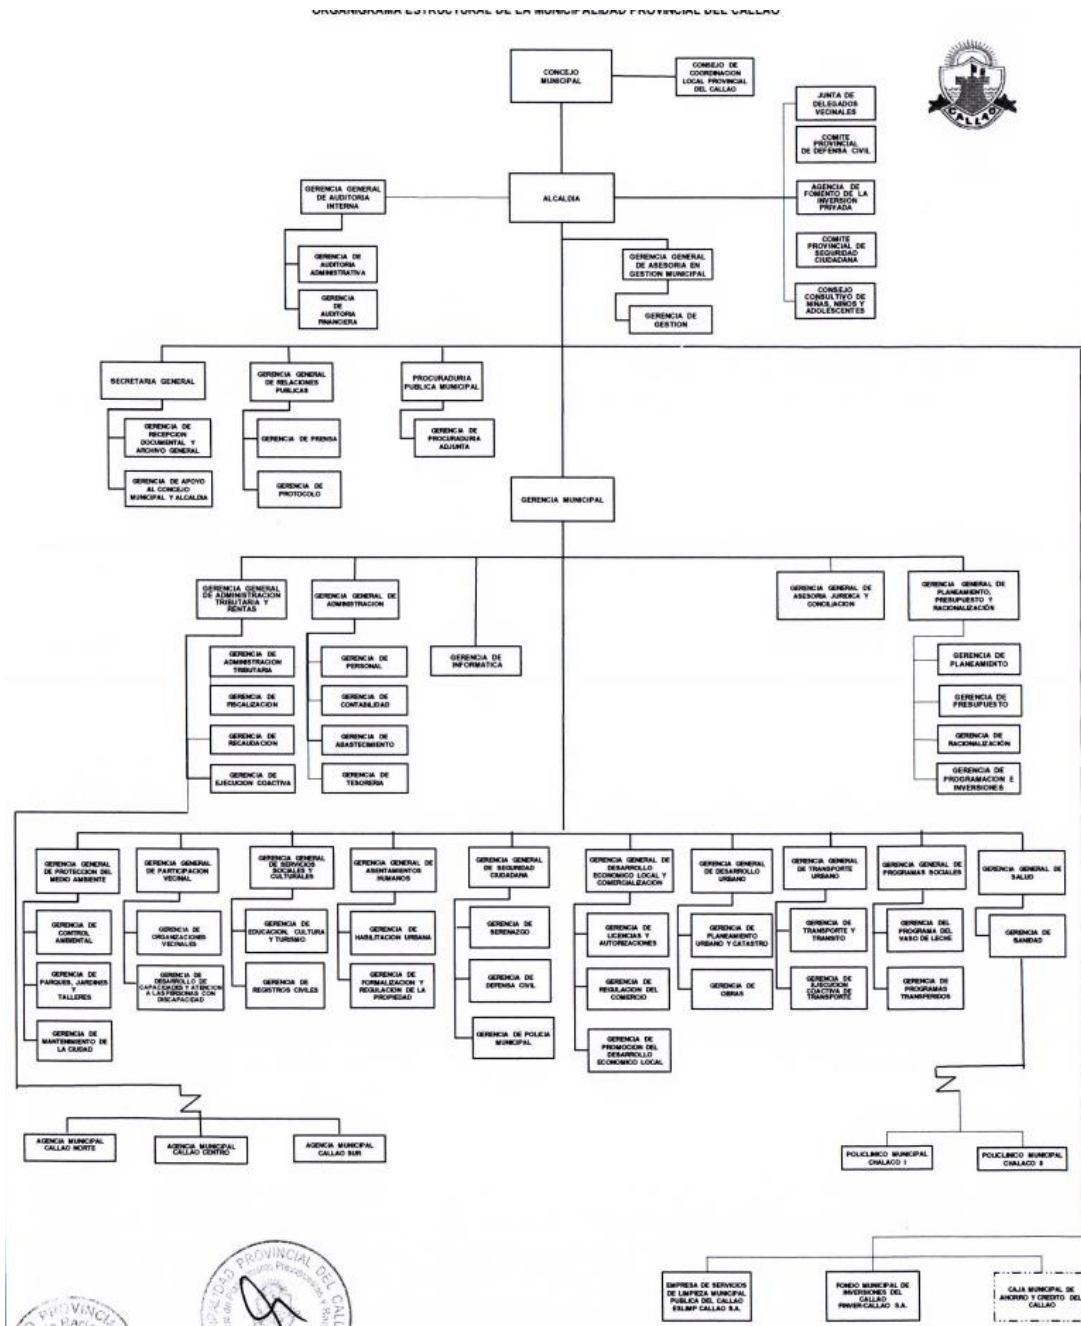 ORGANIGRAMA ESTRUCTURAL DE LA MUNICIPALIDAD PROVINCIAL DEL CALLAO
CONCEJO
MUNICIPAL
CONSEJO DE
COORDINACION
LOCAL PROVINCIAL
DEL CALLAO
CALLAO
JUNTA DE
DELEGADOS
VECINALES
COMITE
PROVINCIAL
DE DEFENSA CIVIL
GERENCIA GENERAL
DE AUDITORIA
INTERNA
ALCALDIA
AGENCIA DE
FOMENTO DE LA
INVERSION
PRIVADA
GERENCIA DE
AUDITORIA
ADMINISTRATIVA
GERENCIA GENERAL
DE ASESORIA EN
GESTION MUNICIPAL
COMITE
PROVINCIAL DE
SEGURIDAD
CIUDADANA
GERENCIA
DE
AUDITORIA
FINANCIERA
GERENCIA DE
GESTION
CONSEJO
CONSULTIVO DE
NIÑAS, NIÑOS Y
ADOLESCENTES
SECRETARIA GENERAL
GERENCIA GENERAL
DE RELACIONES
PUBLICAS
PROCURADURIA
PUBLICA MUNICIPAL
GERENCIA DE
RECEPCION
DOCUMENTAL Y
ARCHIVO GENERAL
GERENCIA DE PRENSA
GERENCIA DE
PROCURADURIA
ADJUNTA
GERENCIA DE APOYO
AL CONCEJO
MUNICIPAL Y ALCALDIA
GERENCIA DE
PROTOCOLO
GERENCIA MUNICIPAL
GERENCIA GENERAL
DE ADMINISTRACION
TRIBUTARIA Y
RENTAS
GERENCIA GENERAL DE
ADMINISTRACION
GERENCIA DE
INFORMATICA
GERENCIA GENERAL DE
ASESORIA JURIDICA Y
CONCILIACION
GERENCIA GENERAL DE
PLANEAMIENTO,
PRESUPUESTO Y
RACIONALIZACIÓN
GERENCIA DE
ADMINISTRACION
TRIBUTARIA
GERENCIA DE
PERSONAL
GERENCIA DE
PLANEAMIDITO
GERENCIA DE
FISCALIZACION
GERENCIA DE
CONTABILIDAD
GERENCIA DE
PRESUPUESTO
GERENCIA DE
RECAUDACION
GERENCIA DE
ABASTECIMIENTO
GERENCIA DE
RACIONALIZACIÓN
GERENCIA DE
EJECUCION COACTIVA
GERENCIA DE
TESORERIA
GERENCIA DE
PROGRAMACION E
INVERSIONES
GERENCIA GENERAL
DE PROTECCION DEL
MEDIO AMBIENTE
GERENCIA GENERAL
DE PARTICIPACION
VECINAL
GERENCIA GENERAL
DE SERVICIOS
SOCIALES Y
CULTURALES
GERENCIA GENERAL DE
ASENTAMIENTOS
HUMANOS
GERENCIA GENERAL
DE SEGURIDAD
CIUDADANA
GERENCIA GENERAL DE
DESARROLLO
ECONOMICO LOCAL Y
COMERCIALIZACION
GERENCIA GENERAL
DE DESARROLLO
URBANO
GERENCIA GENERAL
DE TRANSPORTE
URBANO
GERENCIA GENERAL DE
PROGRAMAS SOCIALES
GERENCIA GENERAL DE
SALUD
GERENCIA DE
CONTROL
AMBIENTAL
GERENCIA DE
ORGANIZACIONES
VECINALES
GERENCIA DE
EDUCACION, CULTURA
Y TURISMO
GERENCIA DE
HABILITACION URBANA
GERENCIA DE
SERENAZGO
GERENCIA DE
LICENCIAS Y
AUTORIZACIONES
GERENCIA DE
PLANEAMIENTO
URBANO Y CATASTRO
GERENCIA DE
TRANSPORTE Y
TRANSITO
GERENCIA DEL
PROGRAMA DEL
VASO DE LECHE
GERENCIA DE
SANIDAD
GERENCIA DE
PARQUES, JARDINES
Y
TALLERES
GERENCIA DE
DESARROLLO DE
CAPACIDADES Y ATENCION
A LAS PERSONAS CON
DISCAPACIDAD
GERENCIA DE
REGISTROS CIVILES
GERENCIA DE
FORMALIZACION Y
REGULACION DE LA
PROPIEDAD
GERENCIA DE
DEFENSA CIVIL
GERENCIA DE
REGULACION DEL
COMERCIO
GERENCIA DE
OBRAS
GERENCIA DE
EJECUCION
COACTIVA DE
TRANSPORTE
GERENCIA DE
PROGRAMAS
TRANSFERIDOS
GERENCIA DE
MANTENIMIENTO DE
LA CIUDAD
GERENCIA DE POLICIA
MUNICIPAL
GERENCIA DE
PROMOCION DEL
DESARROLLO
ECONOMICO LOCAL
AGENCIA MUNICIPAL
CALLAO NORTE
AGENCIA MUNICIPAL
CALLAO CENTRO
AGENCIA MUNICIPAL
CALLAO SUR
POLICLINICO MUNICIPAL
CHALACO I
POLICLINICO MUNICIPAL
CHALACO II
EMPRESA DE SERVICIOS
DE LIMPIEZA MUNICIPAL
PUBLICA DEL CALLAO
ESLIMP CALLAO S.A.
FONDO MUNICIPAL DE
INVERSIONES DEL
CALLAO
FINVER-CALLAO S.A.
CAJA MUNICIPAL DE
AHORRO Y CREDITO DEL
CALLAO
PROVINCIAL DEL